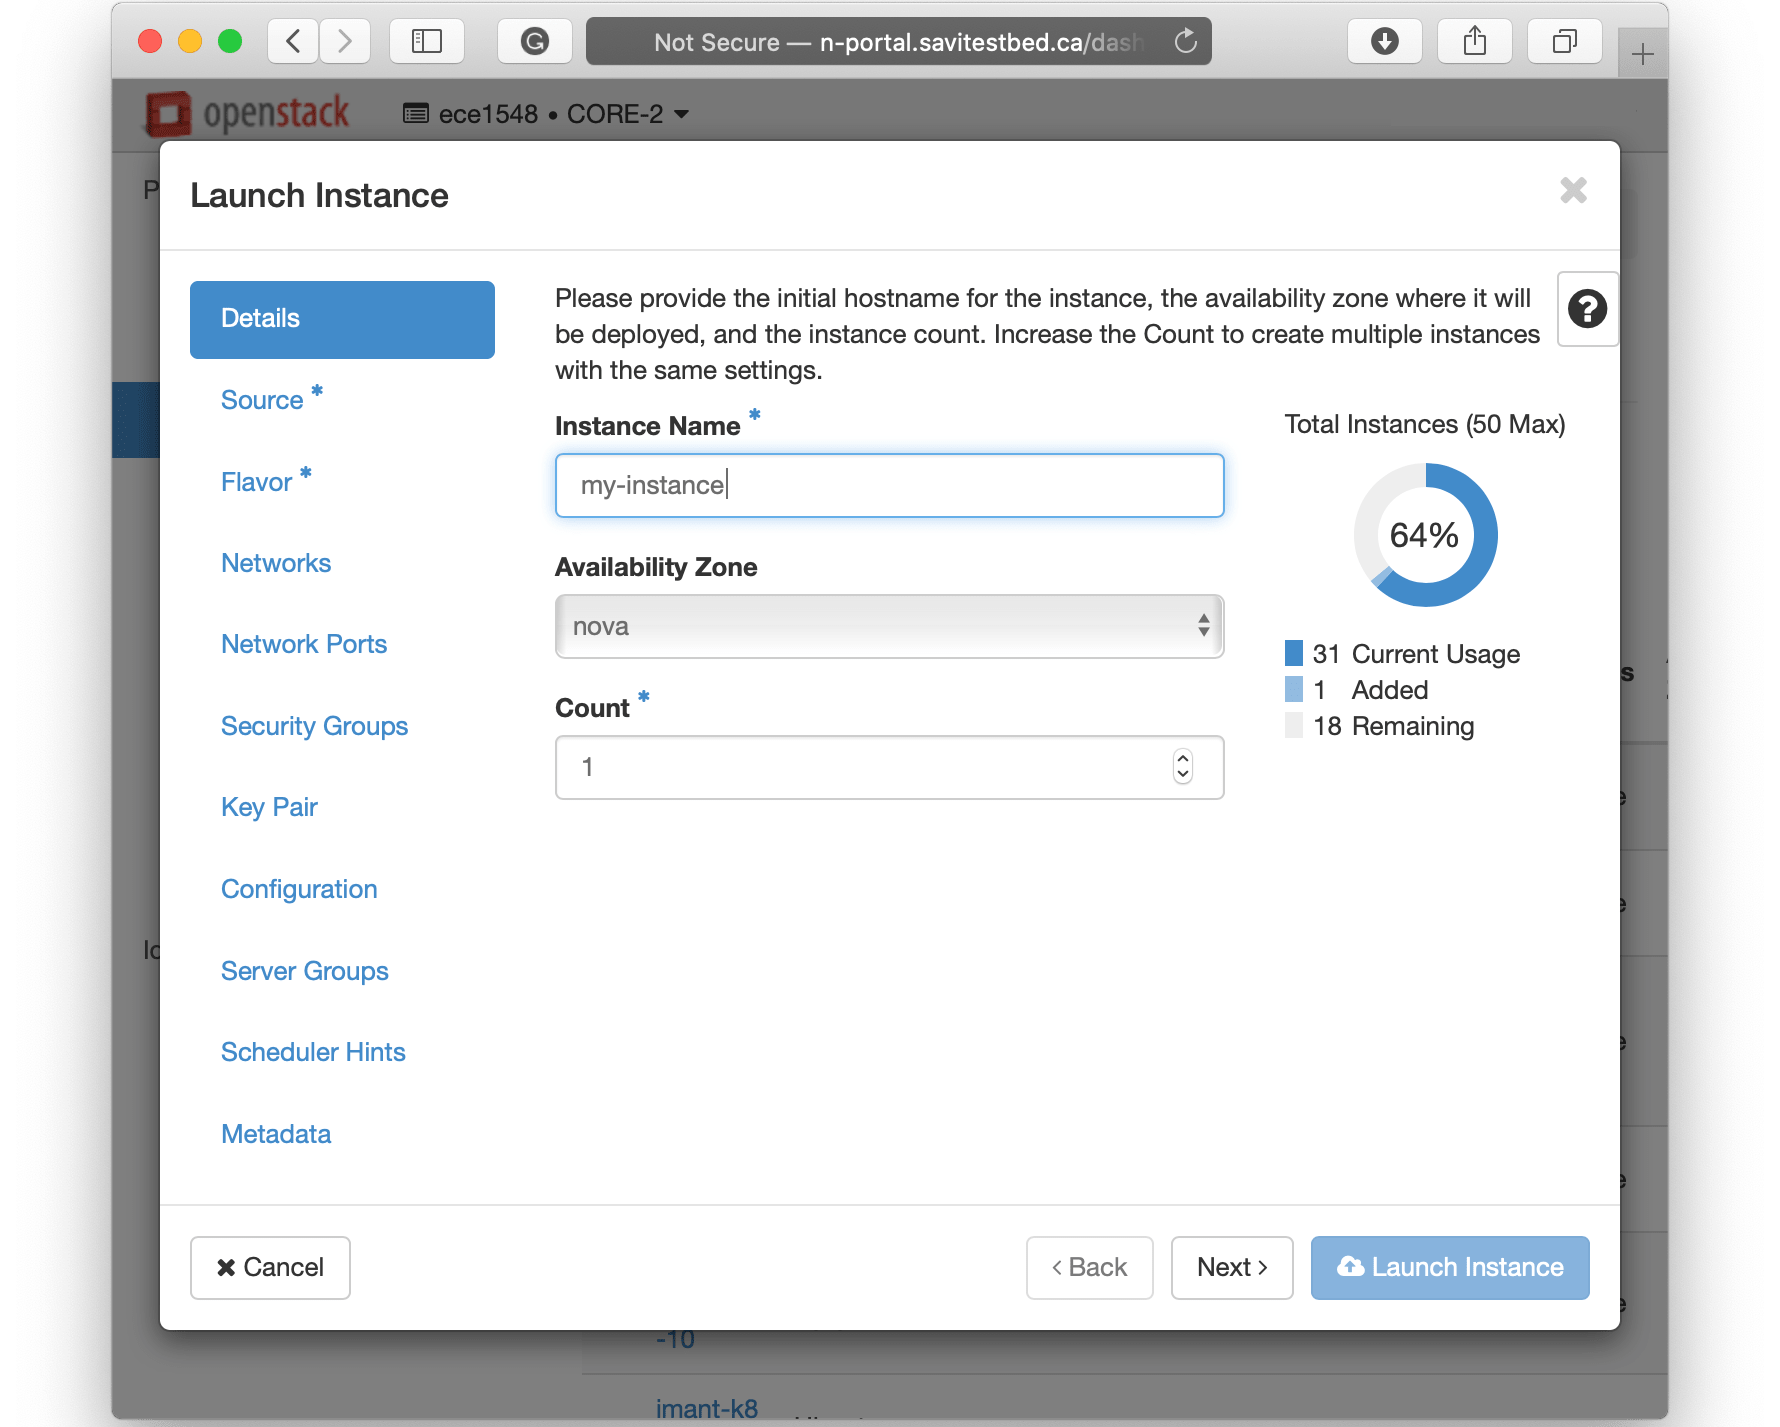 Not Secure — n-portal.savitestbed.ca/dash
openstack
ece1548 • CORE-2
Launch Instance
Details
Source *
Flavor *
Networks
Network Ports
Security Groups
Key Pair
Configuration
Server Groups
Scheduler Hints
Metadata
Please provide the initial hostname for the instance, the availability zone where it will
be deployed, and the instance count. Increase the Count to create multiple instances
with the same settings.
Instance Name *
my-instance
Availability Zone
nova
Count *
1
Total Instances (50 Max)
64%
31 Current Usage
1 Added
18 Remaining
Cancel
Back
Next
Launch Instance
-10
imant-k8